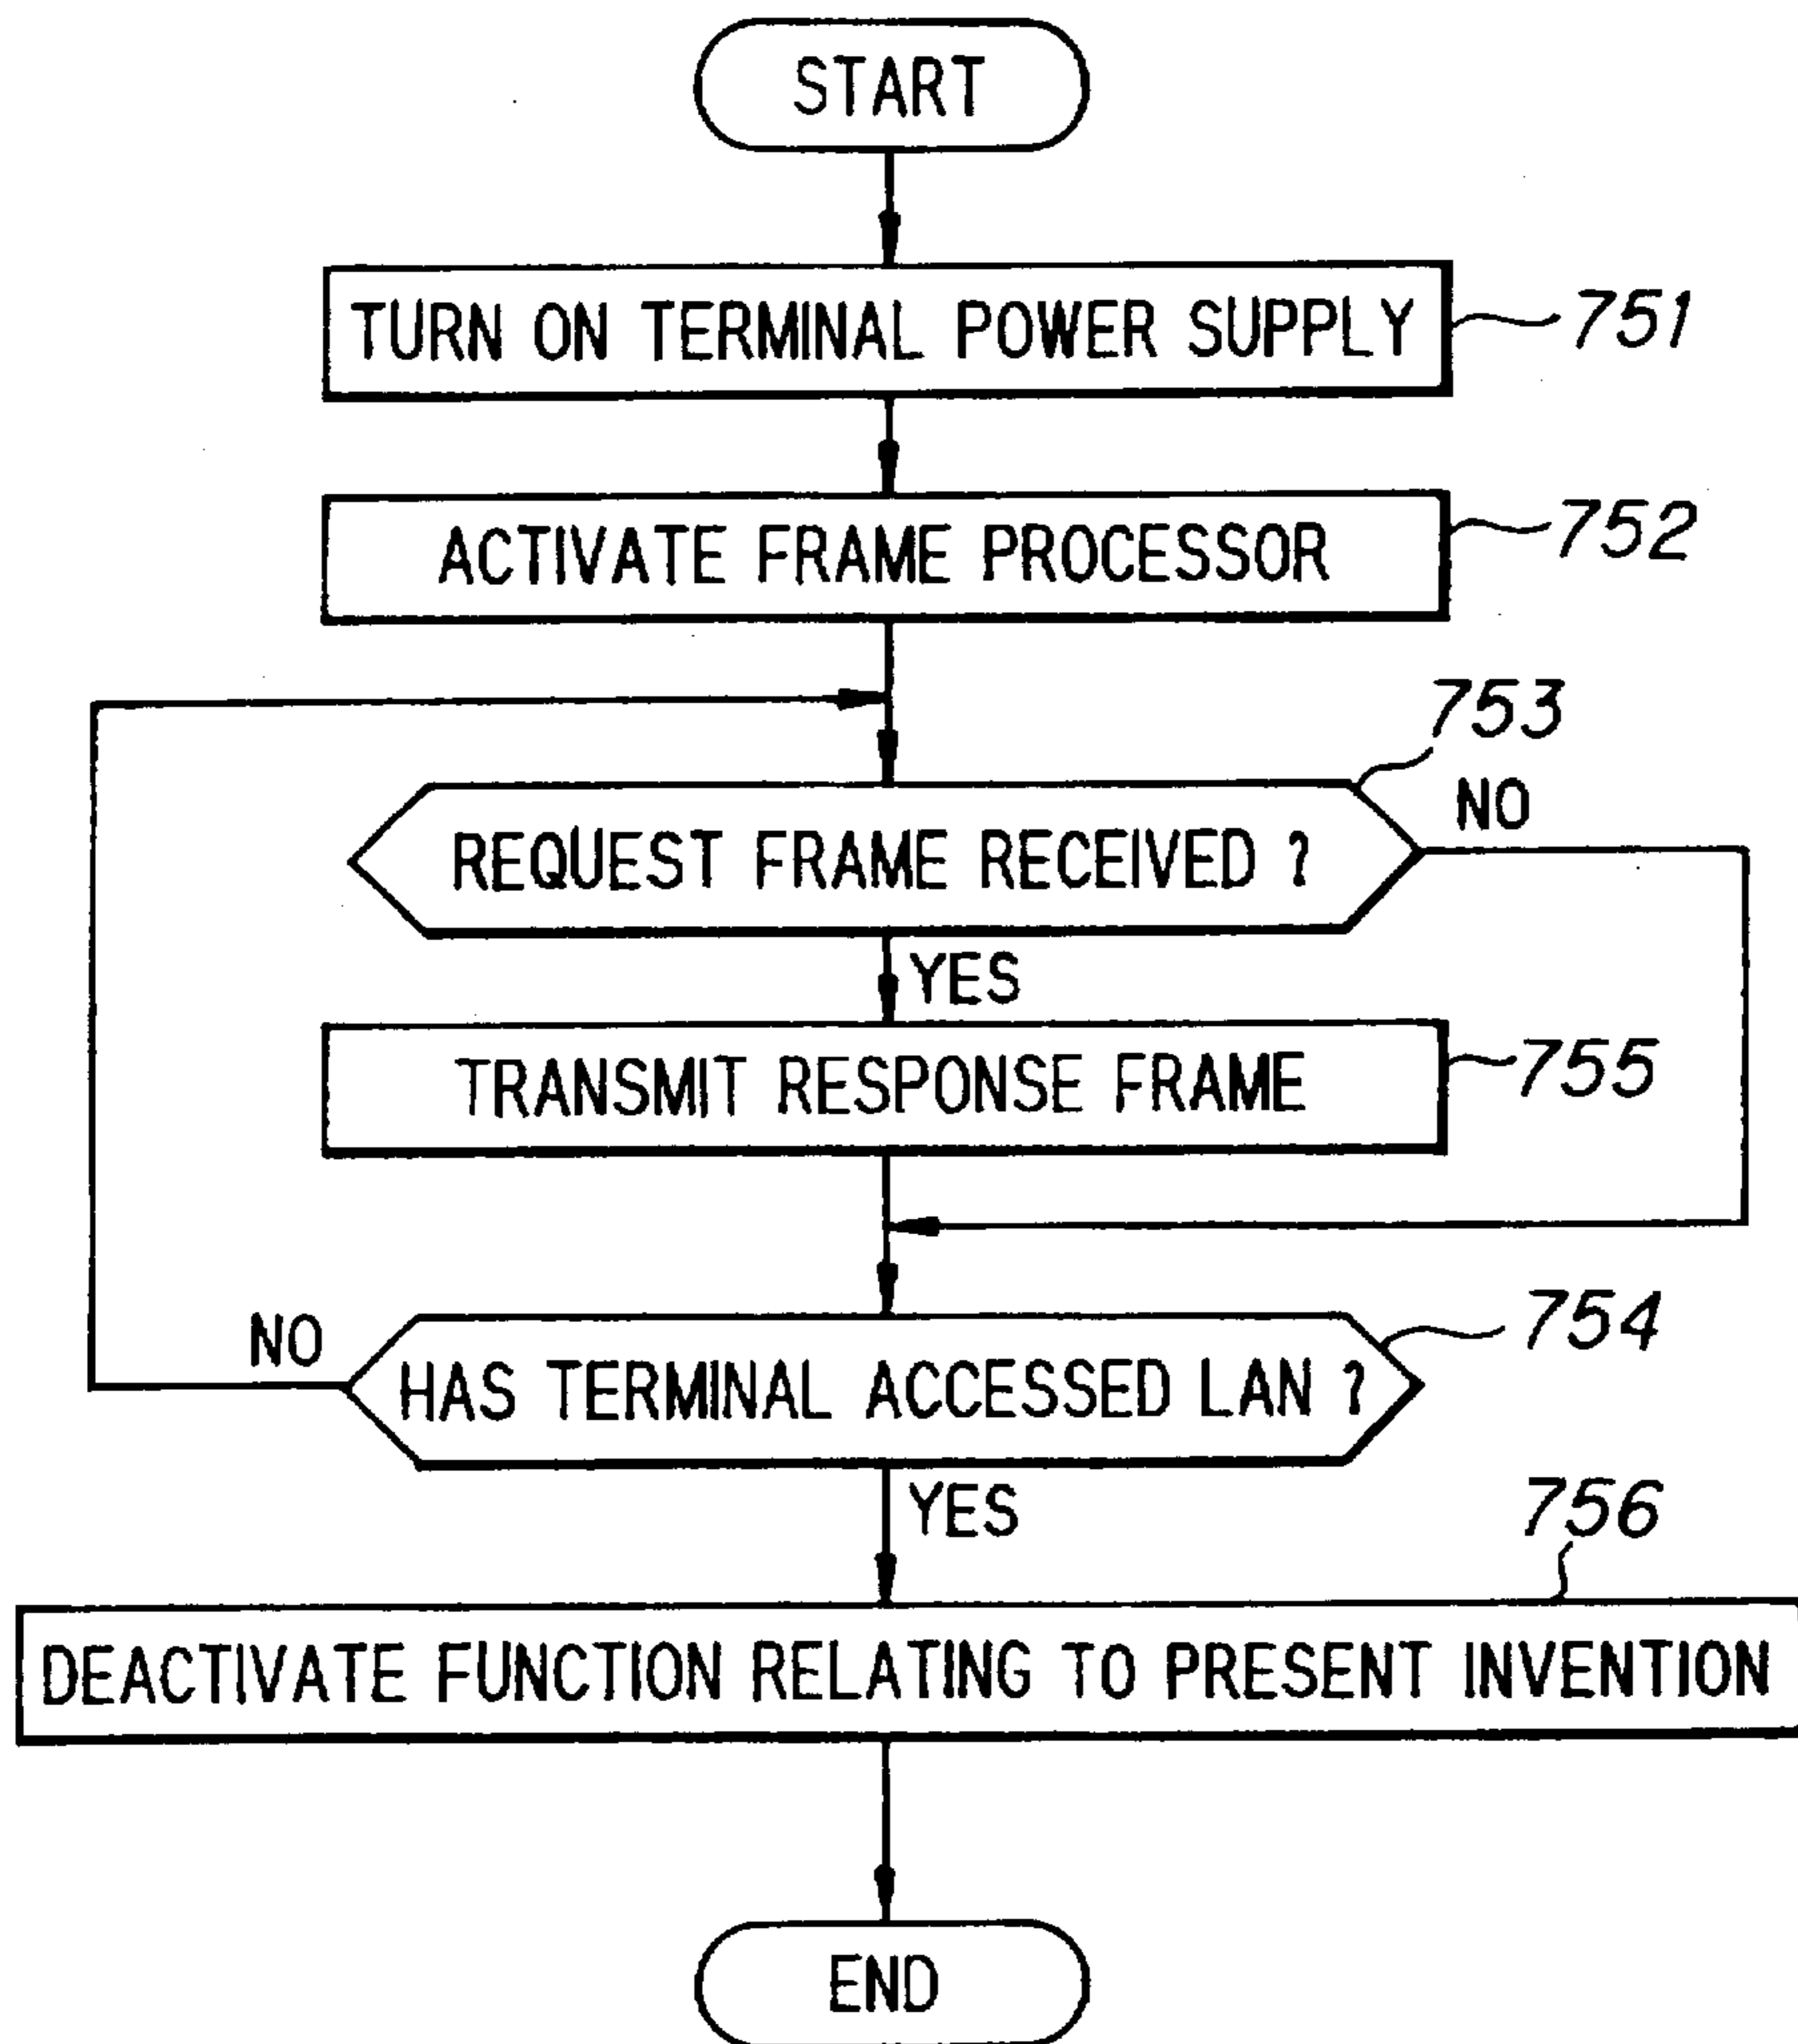 START
TURN ON TERMINAL POWER SUPPLY
751
ACTIVATE FRAME PROCESSOR
752
753
REQUEST FRAME RECEIVED ?
NO
YES
TRANSMIT RESPONSE FRAME
755
754
NO
HAS TERMINAL ACCESSED LAN ?
YES
756
DEACTIVATE FUNCTION RELATING TO PRESENT INVENTION
END